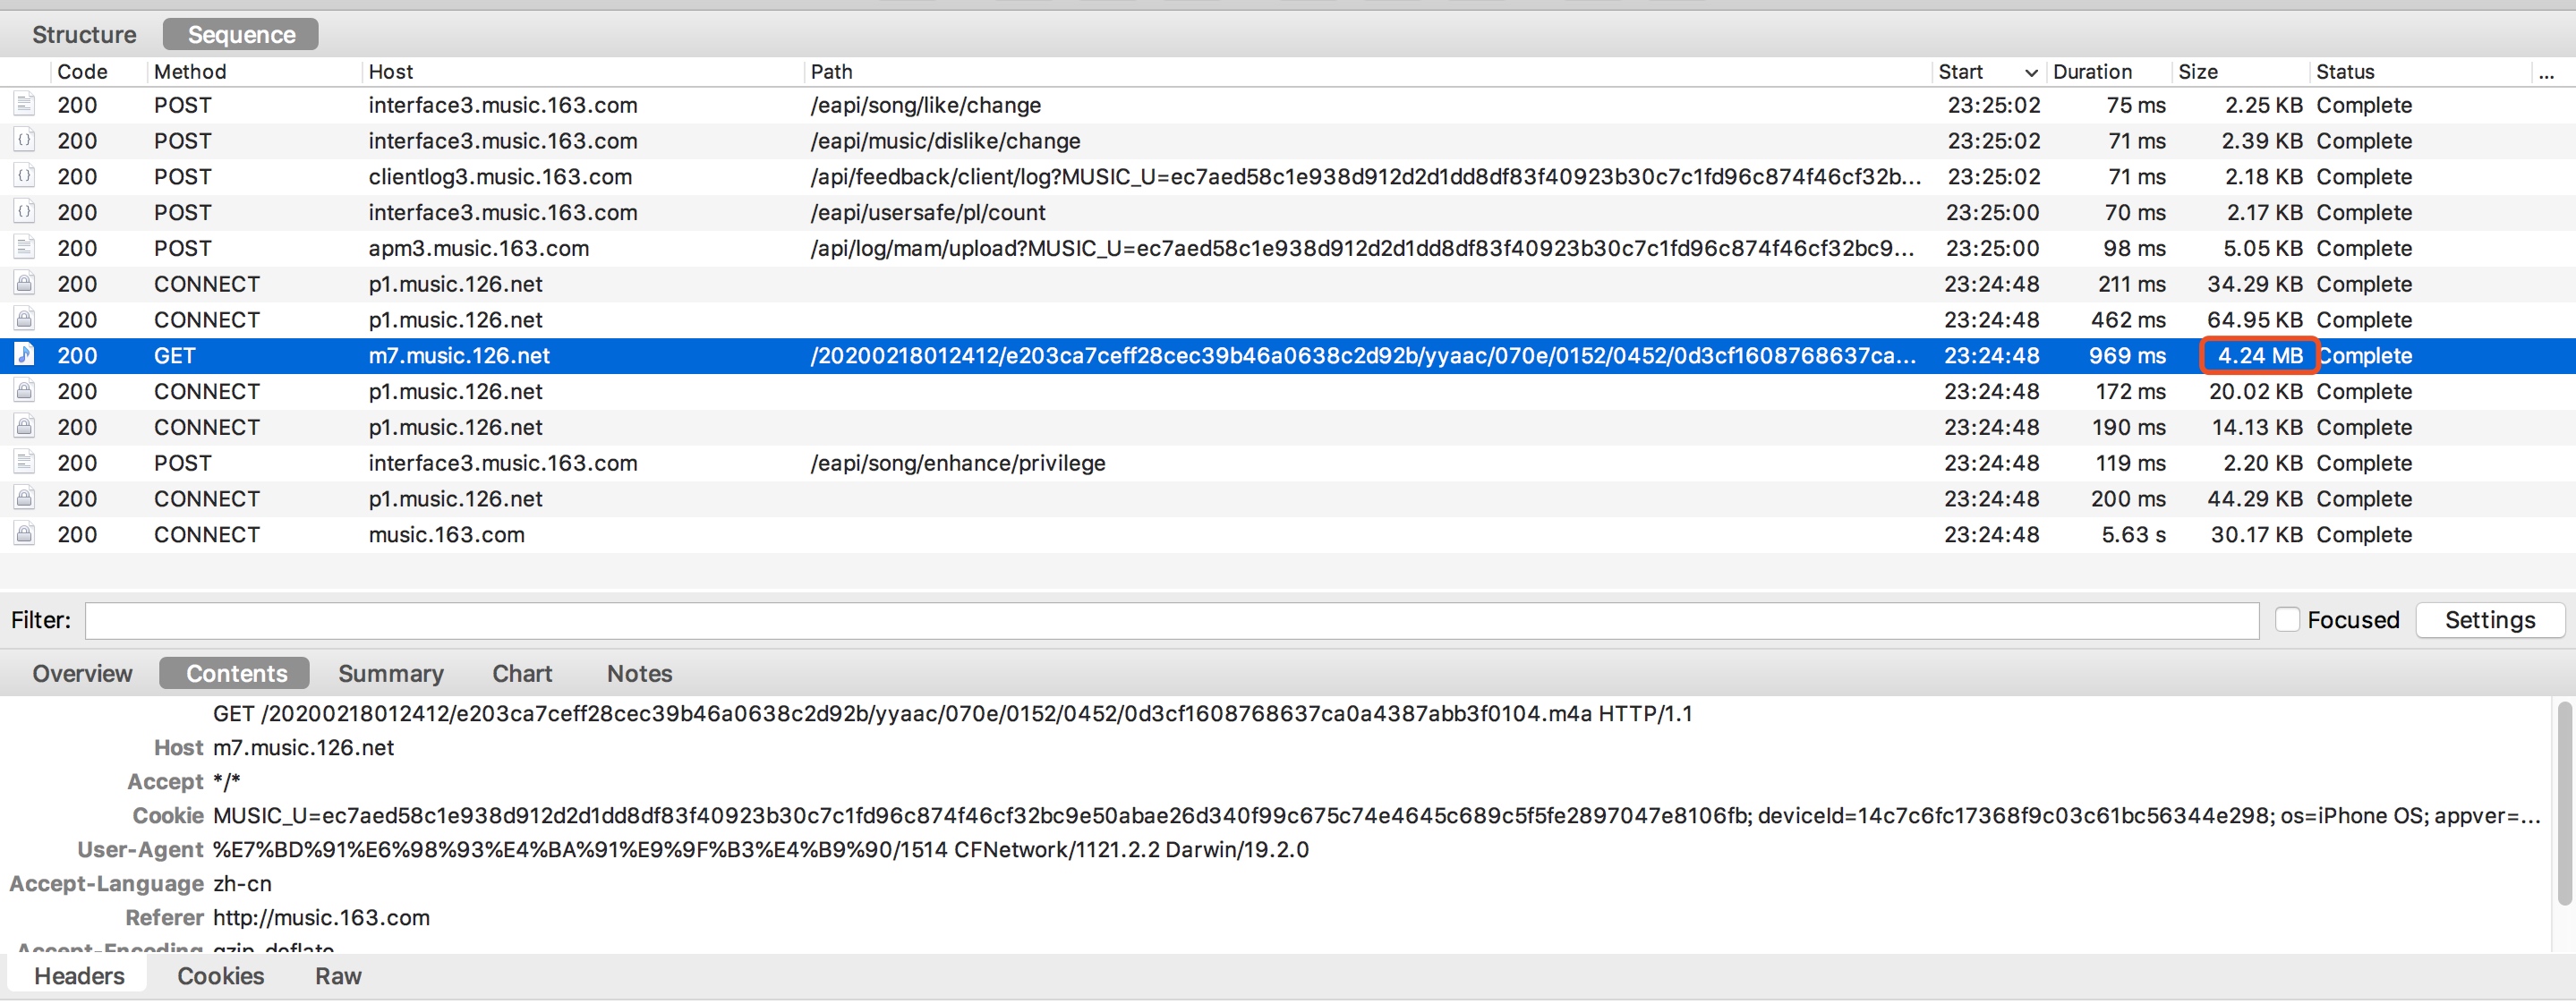 Structure Sequence
Code Method Host Path Start Duration Size Status ...
200 POST interface3.music.163.com /eapi/song/like/change 23:25:02 75 ms 2.25 KB Complete
200 POST interface3.music.163.com /eapi/music/dislike/change 23:25:02 71 ms 2.39 KB Complete
200 POST clientlog3.music.163.com /api/feedback/client/log?MUSIC_U=ec7aed58c1e938d912d2d1dd8df83f40923b30c7c1fd96c874f46cf32b... 23:25:02 71 ms 2.18 KB Complete
200 POST interface3.music.163.com /eapi/usersafe/pl/count 23:25:00 70 ms 2.17 KB Complete
200 POST apm3.music.163.com /api/log/mam/upload?MUSIC_U=ec7aed58c1e938d912d2d1dd8df83f40923b30c7c1fd96c874f46cf32bc9... 23:25:00 98 ms 5.05 KB Complete
200 CONNECT p1.music.126.net 23:24:48 211 ms 34.29 KB Complete
200 CONNECT p1.music.126.net 23:24:48 462 ms 64.95 KB Complete
200 GET m7.music.126.net /20200218012412/e203ca7ceff28cec39b46a0638c2d92b/yyaac/070e/0152/0452/0d3cf1608768637ca... 23:24:48 969 ms 4.24 MB Complete
200 CONNECT p1.music.126.net 23:24:48 172 ms 20.02 KB Complete
200 CONNECT p1.music.126.net 23:24:48 190 ms 14.13 KB Complete
200 POST interface3.music.163.com /eapi/song/enhance/privilege 23:24:48 119 ms 2.20 KB Complete
200 CONNECT p1.music.126.net 23:24:48 200 ms 44.29 KB Complete
200 CONNECT music.163.com 23:24:48 5.63 s 30.17 KB Complete
Filter: Focused Settings
Overview Contents Summary Chart Notes
GET /20200218012412/e203ca7ceff28cec39b46a0638c2d92b/yyaac/070e/0152/0452/0d3cf1608768637ca0a4387abb3f0104.m4a HTTP/1.1
Host m7.music.126.net
Accept */*
Cookie MUSIC_U=ec7aed58c1e938d912d2d1dd8df83f40923b30c7c1fd96c874f46cf32bc9e50abae26d340f99c675c74e4645c689c5f5fe2897047e8106fb; deviceId=14c7c6fc17368f9c03c61bc56344e298; os=iPhone OS; appver=...
User-Agent %E7%BD%91%E6%98%93%E4%BA%91%E9%9F%B3%E4%B9%90/1514 CFNetwork/1121.2.2 Darwin/19.2.0
Accept-Language zh-cn
Referer http://music.163.com
Accept-Encoding gzip, deflate
Headers Cookies Raw